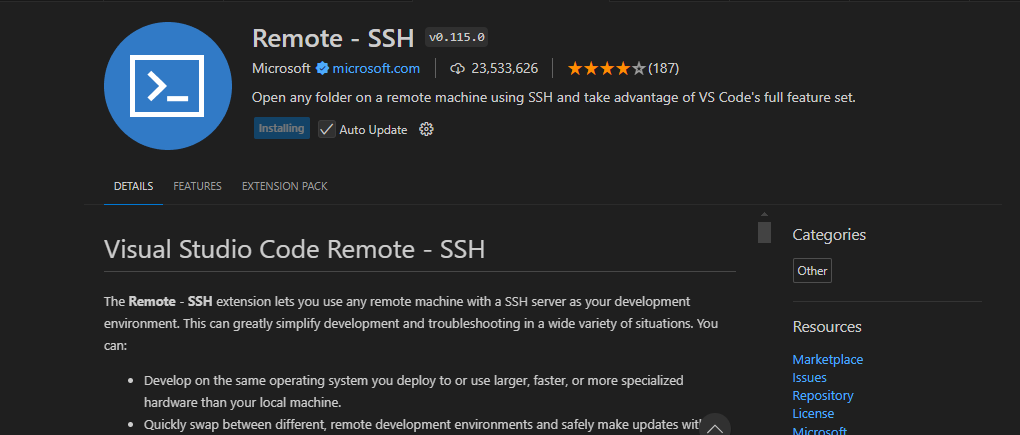 Remote - SSH v0.115.0
Microsoft microsoft.com 23,533,626 (187)
Open any folder on a remote machine using SSH and take advantage of VS Code's full feature set.
Installing Auto Update
DETAILS FEATURES EXTENSION PACK
Visual Studio Code Remote - SSH
The Remote - SSH extension lets you use any remote machine with a SSH server as your development
environment. This can greatly simplify development and troubleshooting in a wide variety of situations. You
can:
• Develop on the same operating system you deploy to or use larger, faster, or more specialized
hardware than your local machine.
• Quickly swap between different, remote development environments and safely make updates
Categories
Other
Resources
Marketplace
Issues
Repository
License
Microsoft